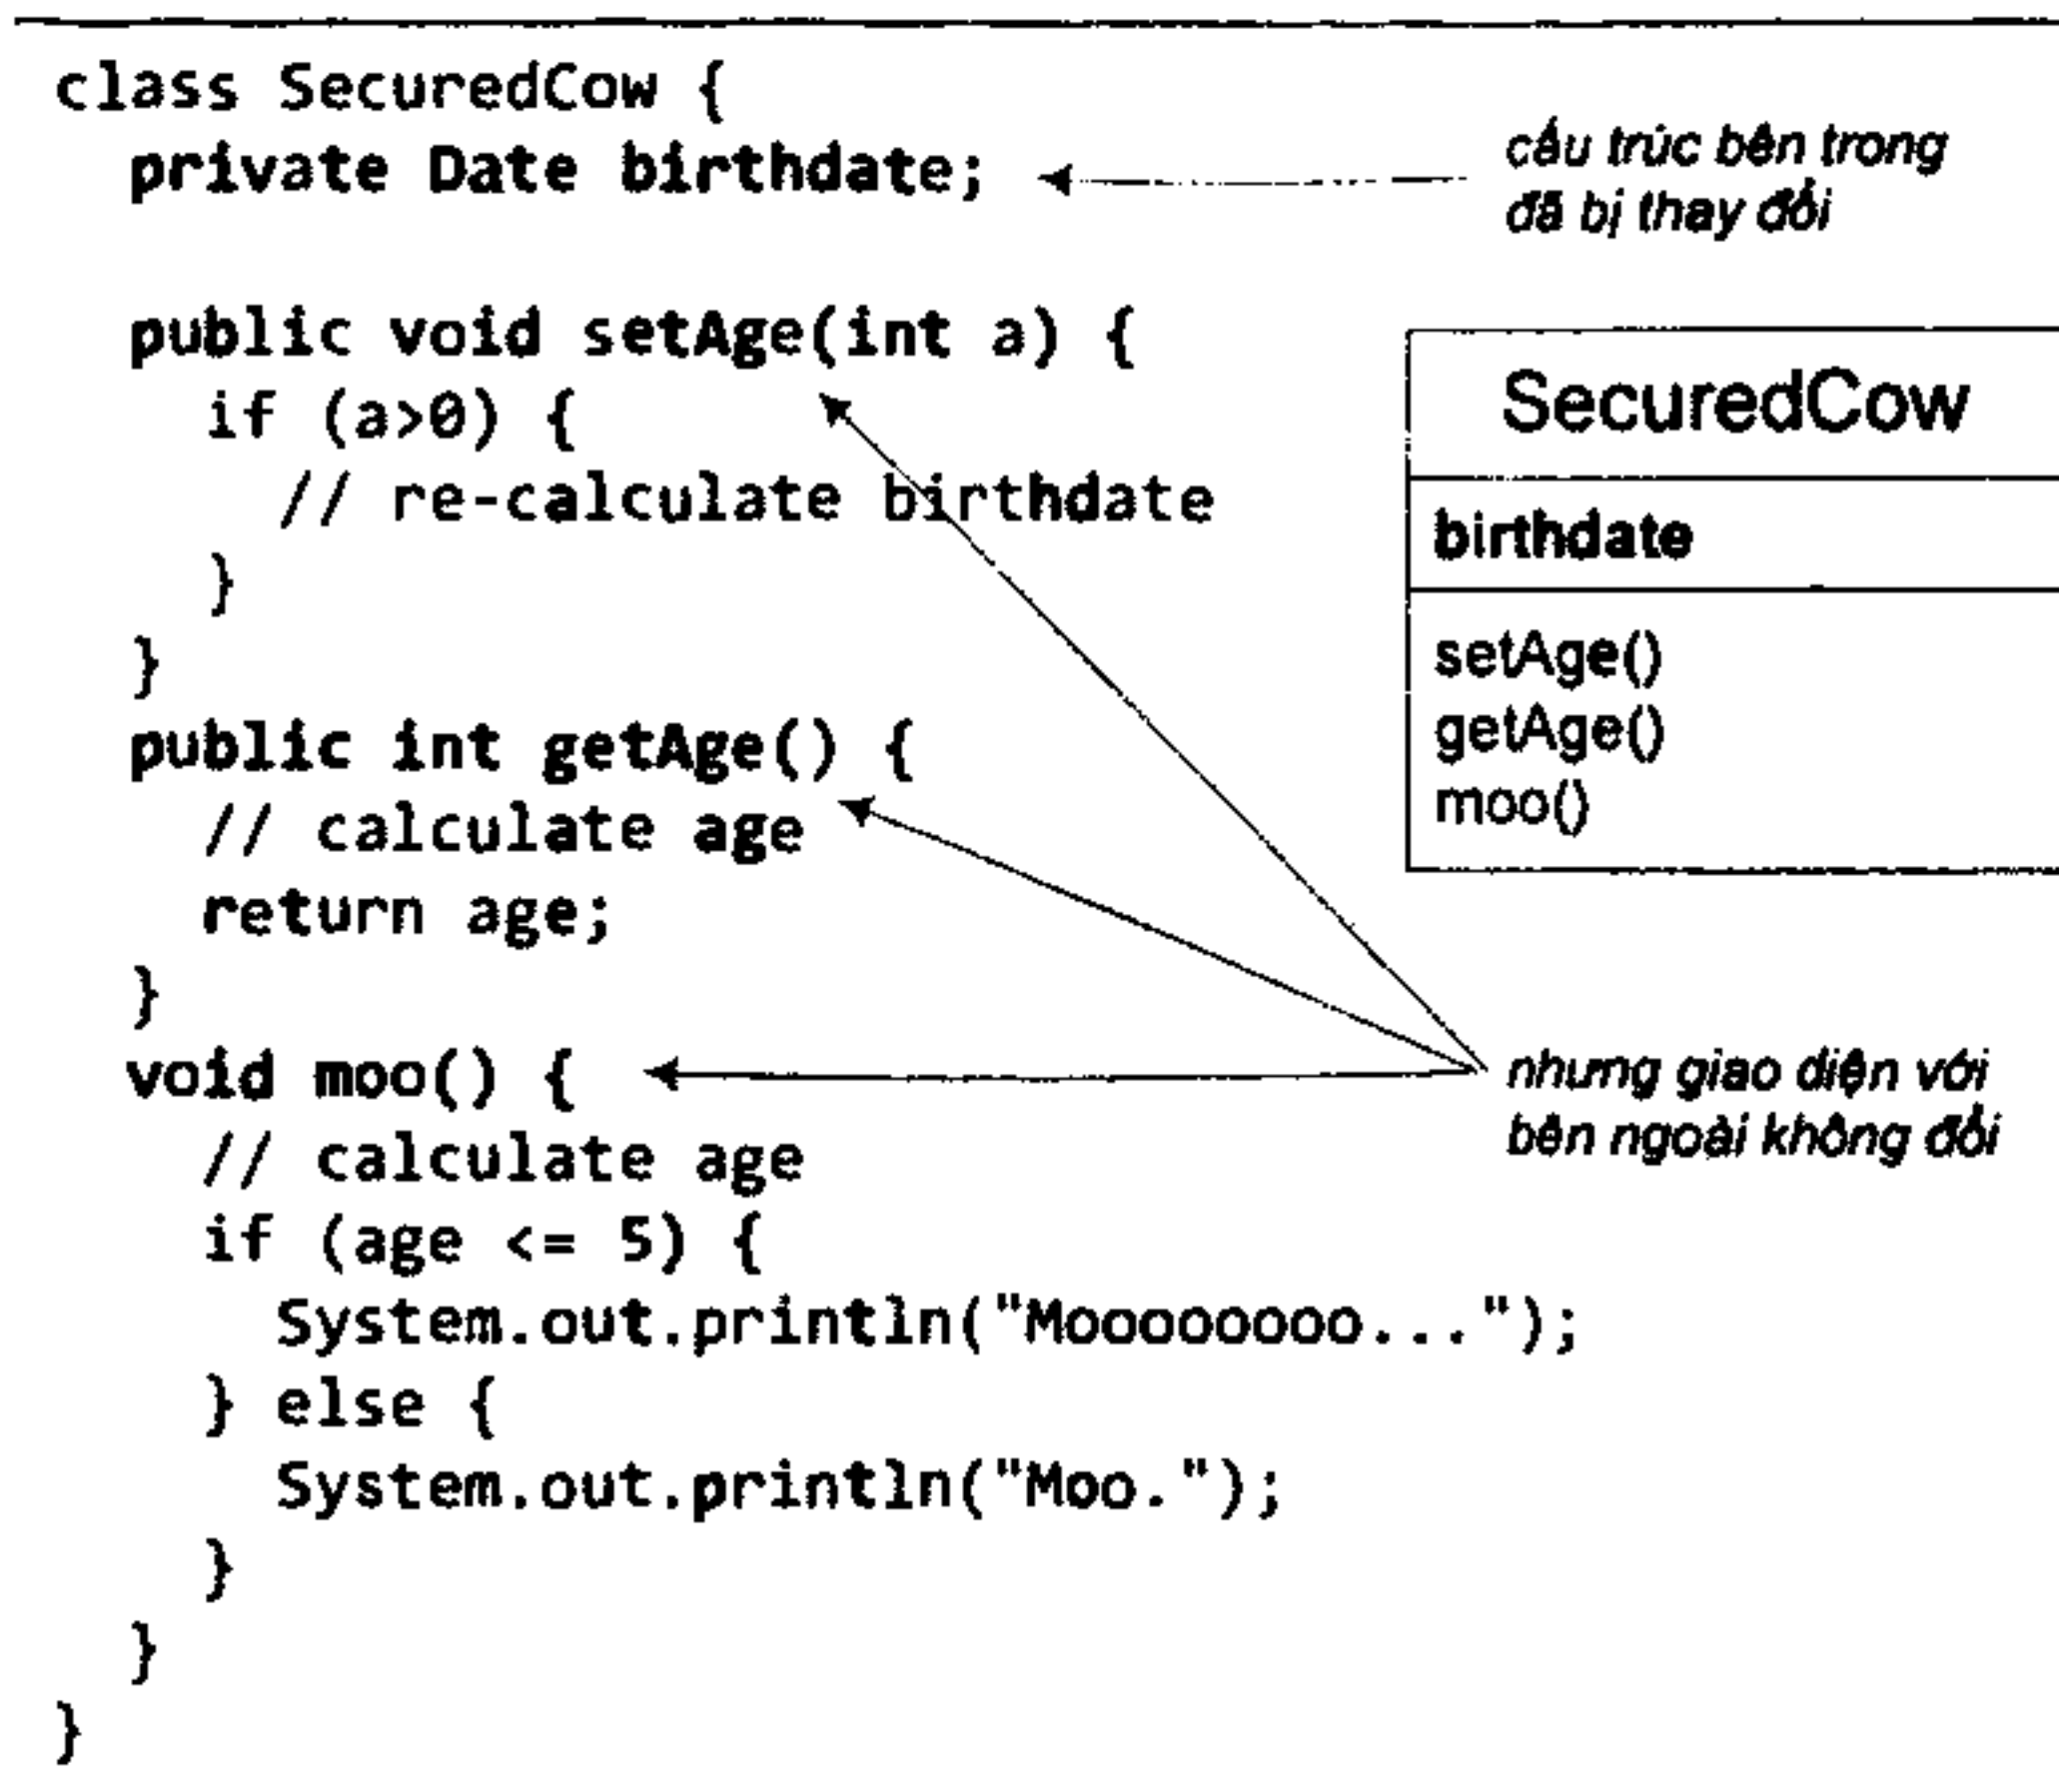 class SecuredCow {
private Date birthdate;
cấu trúc bên trong
đã bị thay đổi
public void setAge(int a) {
if (a>0) {
// re-calculate birthdate
}
}
public int getAge() {
// calculate age
return age;
}
void moo() {
// calculate age
if (age <= 5) {
System.out.println("Moooooooo...");
} else {
System.out.println("Moo.");
}
}
}
SecuredCow
birthdate
setAge()
getAge()
moo()
nhưng giao diện với
bên ngoài không đổi